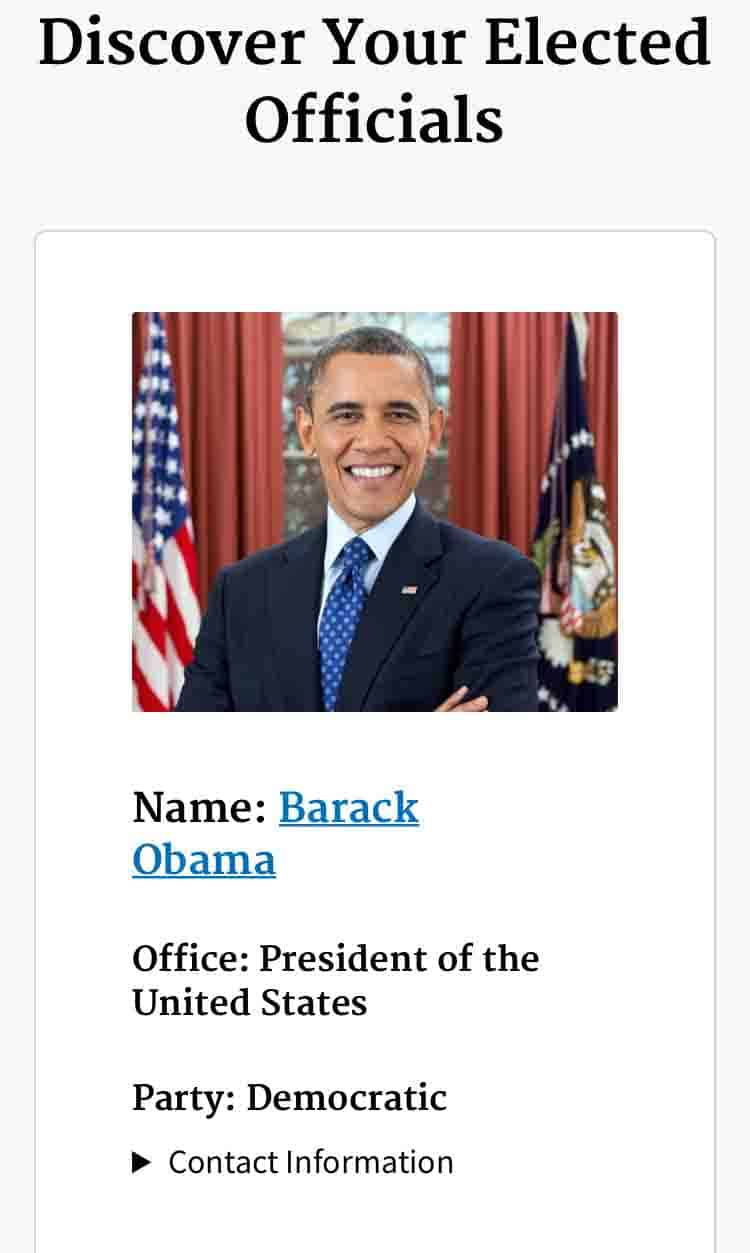 Discover Your Elected
Officials
Name: Barack
Obama
Office: President of the
United States
Party: Democratic
▶ Contact Information